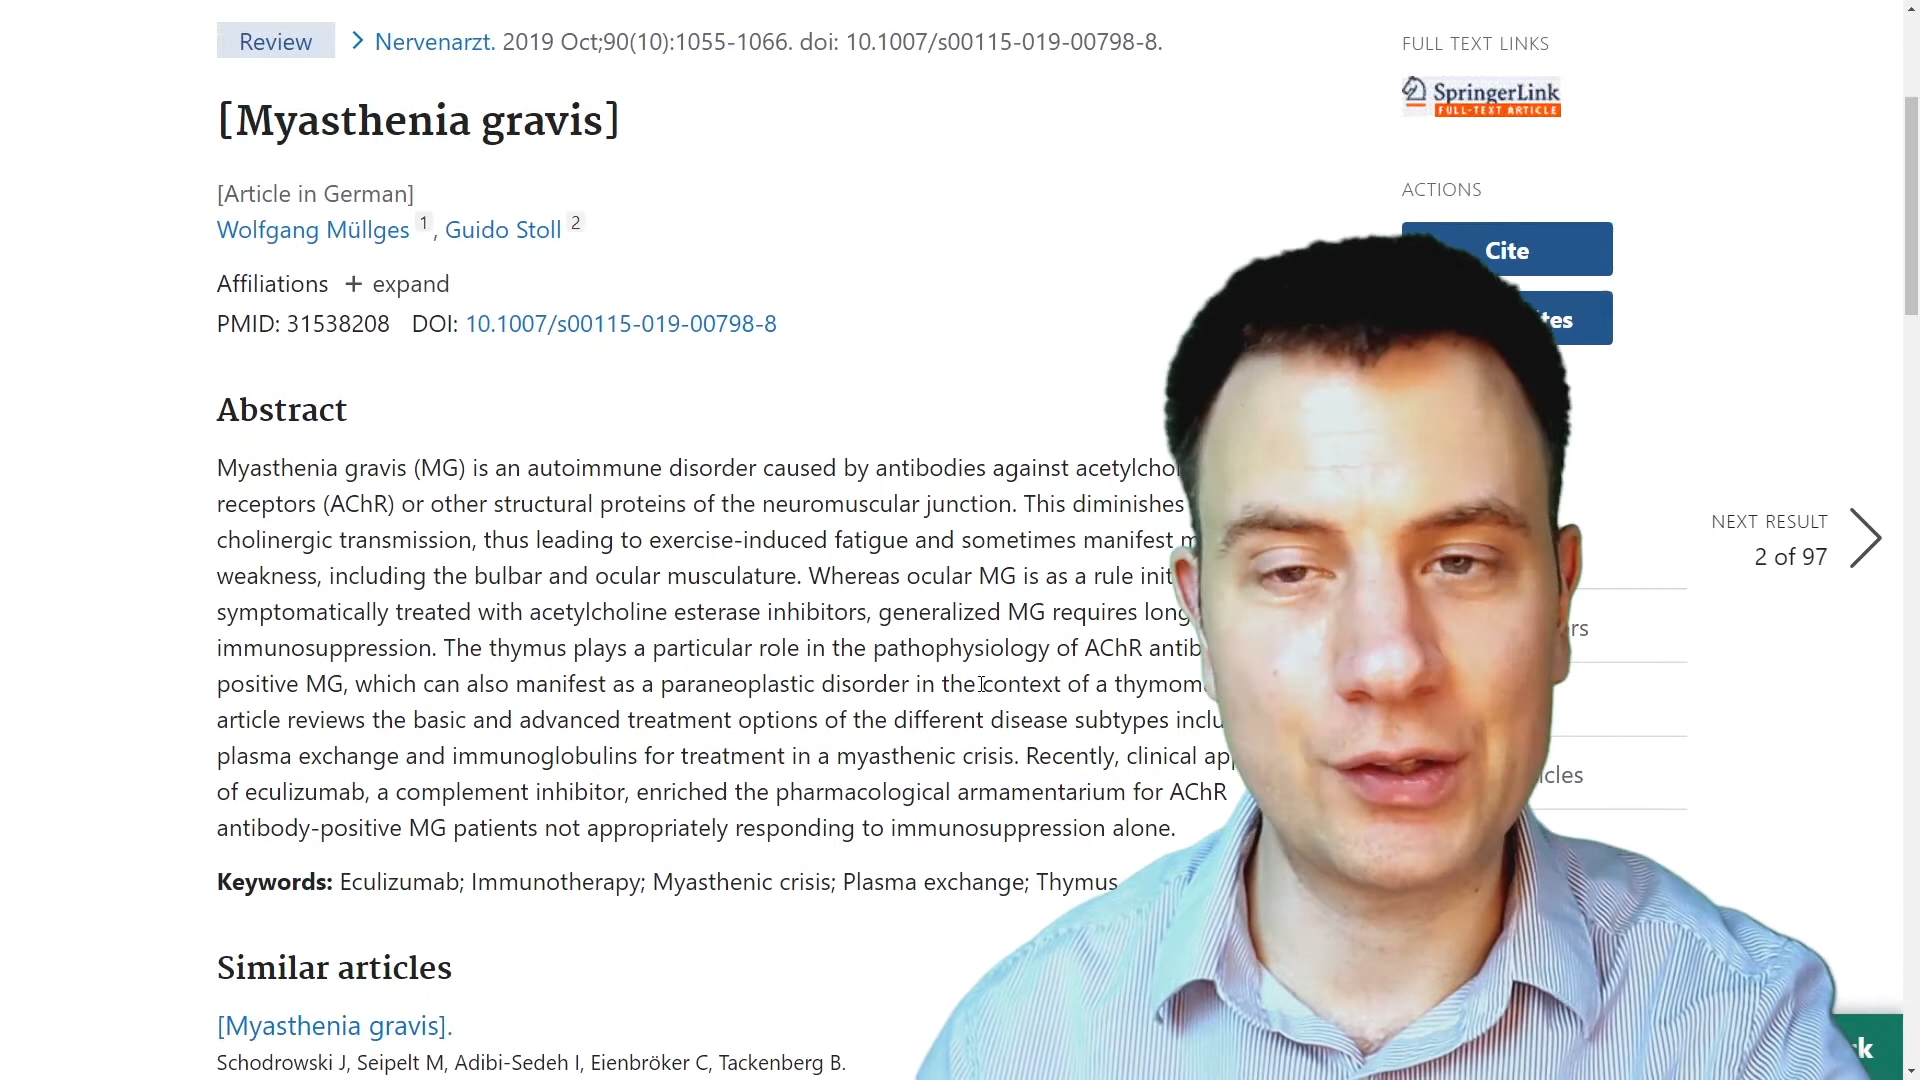 Review > Nervenarzt. 2019 Oct;90(10):1055-1066. doi: 10.1007/s00115-019-00798-8.
[Myasthenia gravis]
[Article in German]
Wolfgang Müllges 1, Guido Stoll 2
Affiliations + expand
PMID: 31538208 DOI: 10.1007/s00115-019-00798-8
Abstract
Myasthenia gravis (MG) is an autoimmune disorder caused by antibodies against
receptors (AChR) or other structural proteins of the neuromuscular junction. This diminishes
cholinergic transmission, thus leading to exercise-induced fatigue and sometimes manifest
weakness, including the bulbar and ocular musculature. Whereas ocular MG is as a rule
symptomatically treated with acetylcholine esterase inhibitors, generalized MG requires
immunosuppression. The thymus plays a particular role in the pathophysiology of AChR
positive MG, which can also manifest as a paraneoplastic disorder in the context of a
article reviews the basic and advanced treatment options of the different disease subtypes
plasma exchange and immunoglobulins for treatment in a myasthenic crisis. Recently, clinical
of eculizumab, a complement inhibitor, enriched the pharmacological armamentarium for AChR
antibody-positive MG patients not appropriately responding to immunosuppression alone.
Keywords: Eculizumab; Immunotherapy; Myasthenic crisis; Plasma exchange; Thymus
Similar articles
[Myasthenia gravis].
Schodrowski J, Seipelt M, Adibi-Sedeh I, Eienbröker C, Tackenberg B.
FULL TEXT LINKS
SpringerLink
FULL-TEXT ARTICLE
ACTIONS
Cite
NEXT RESULT
2 of 97